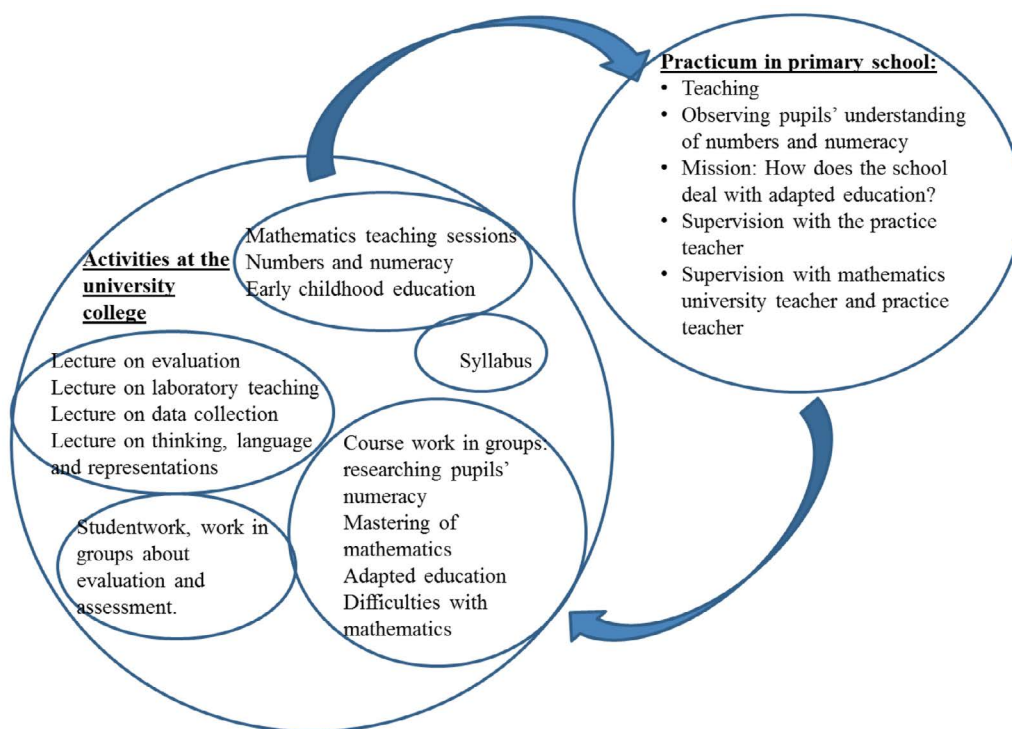 Practicum in primary school:
• Teaching
• Observing pupils' understanding
of numbers and numeracy
• Mission: How does the school
deal with adapted education?
• Supervision with the practice
teacher
• Supervision with mathematics
university teacher and practice
teacher
Activities at the
university
college
Mathematics teaching sessions
Numbers and numeracy
Early childhood education
Syllabus
Lecture on evaluation
Lecture on laboratory teaching
Lecture on data collection
Lecture on thinking, language
and representations
Course work in groups:
researching pupils'
numeracy
Mastering of
mathematics
Adapted education
Difficulties with
mathematics
Studentwork, work in
groups about
evaluation and
assessment.